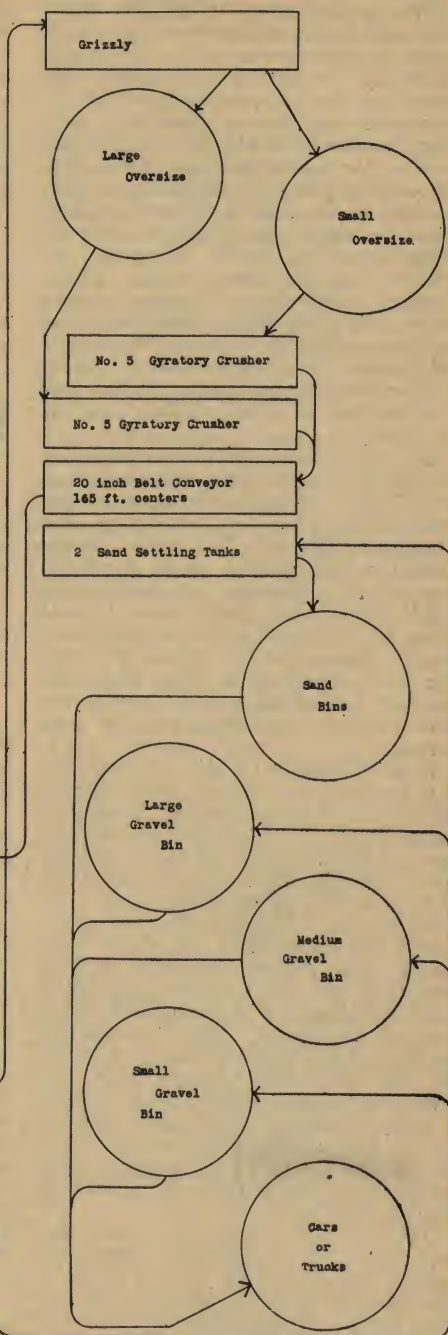 Grizzly
Large
Oversize
Small
Oversize
No. 5 Gyratory Crusher
No. 5 Gyratory Crusher
20 inch Belt Conveyor
165 ft. centers
2 Sand Settling Tanks
Sand
Bins
Large
Gravel
Bin
Medium
Gravel
Bin
Small
Gravel
Bin
Cars
or
Trucks